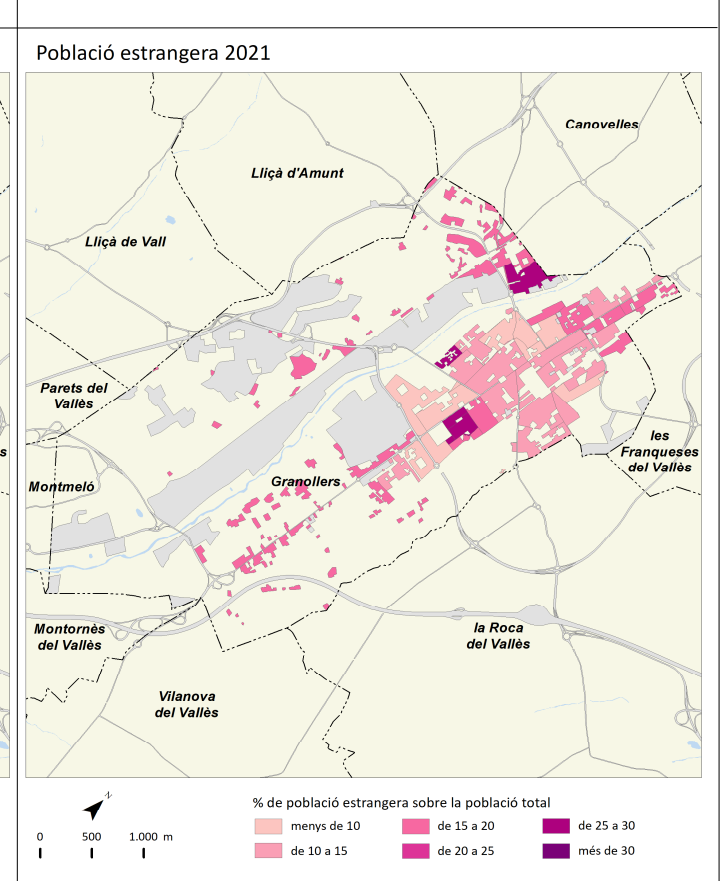 Població estrangera 2021
Canovelles
Lliçà d'Amunt
Lliçà de Vall
Parets del
Vallès
s
les
Franqueses
del Vallès
Montmeló
Granollers
Montornès
del Vallès
la Roca
del Vallès
Vilanova
del Vallès
N
0 500 1.000 m
% de població estrangera sobre la població total
menys de 10
de 15 a 20
de 25 a 30
de 10 a 15
de 20 a 25
més de 30